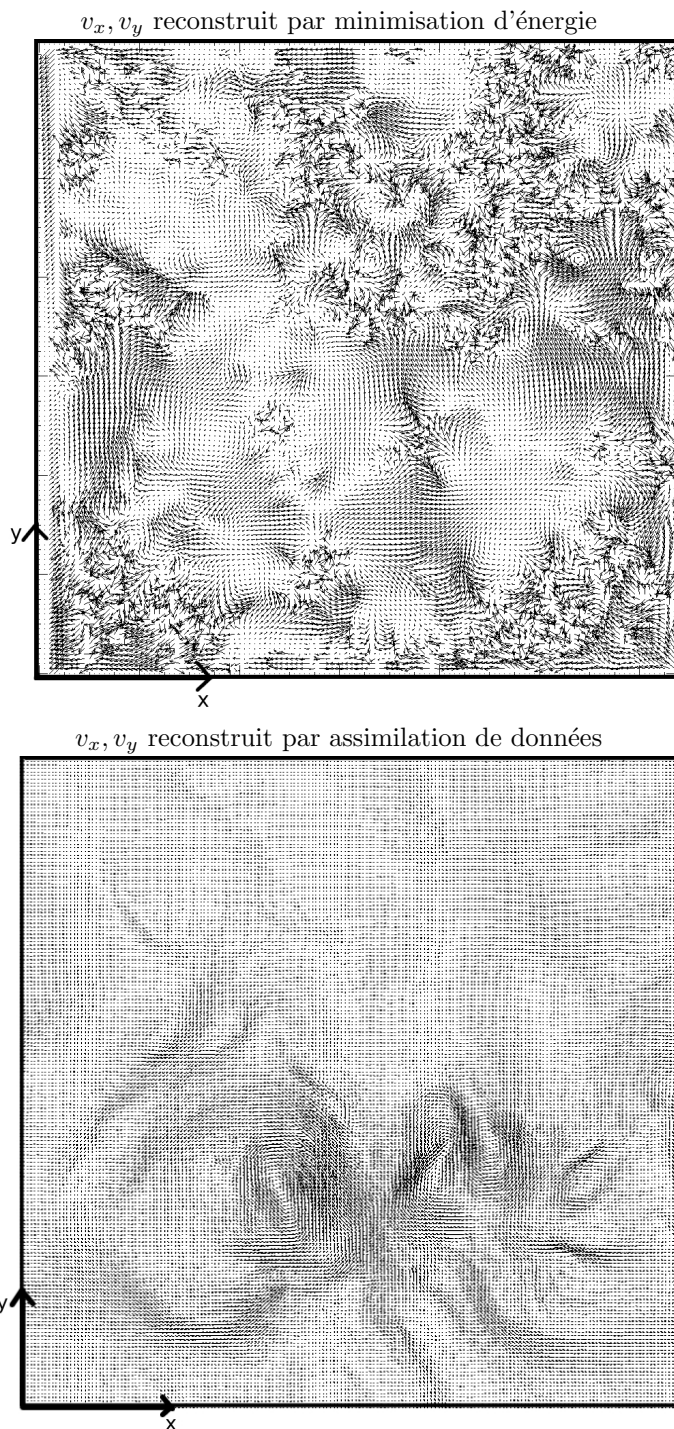 v_x, v_y reconstruit par minimisation d'énergie
y
x
v_x, v_y reconstruit par assimilation de données
y
x